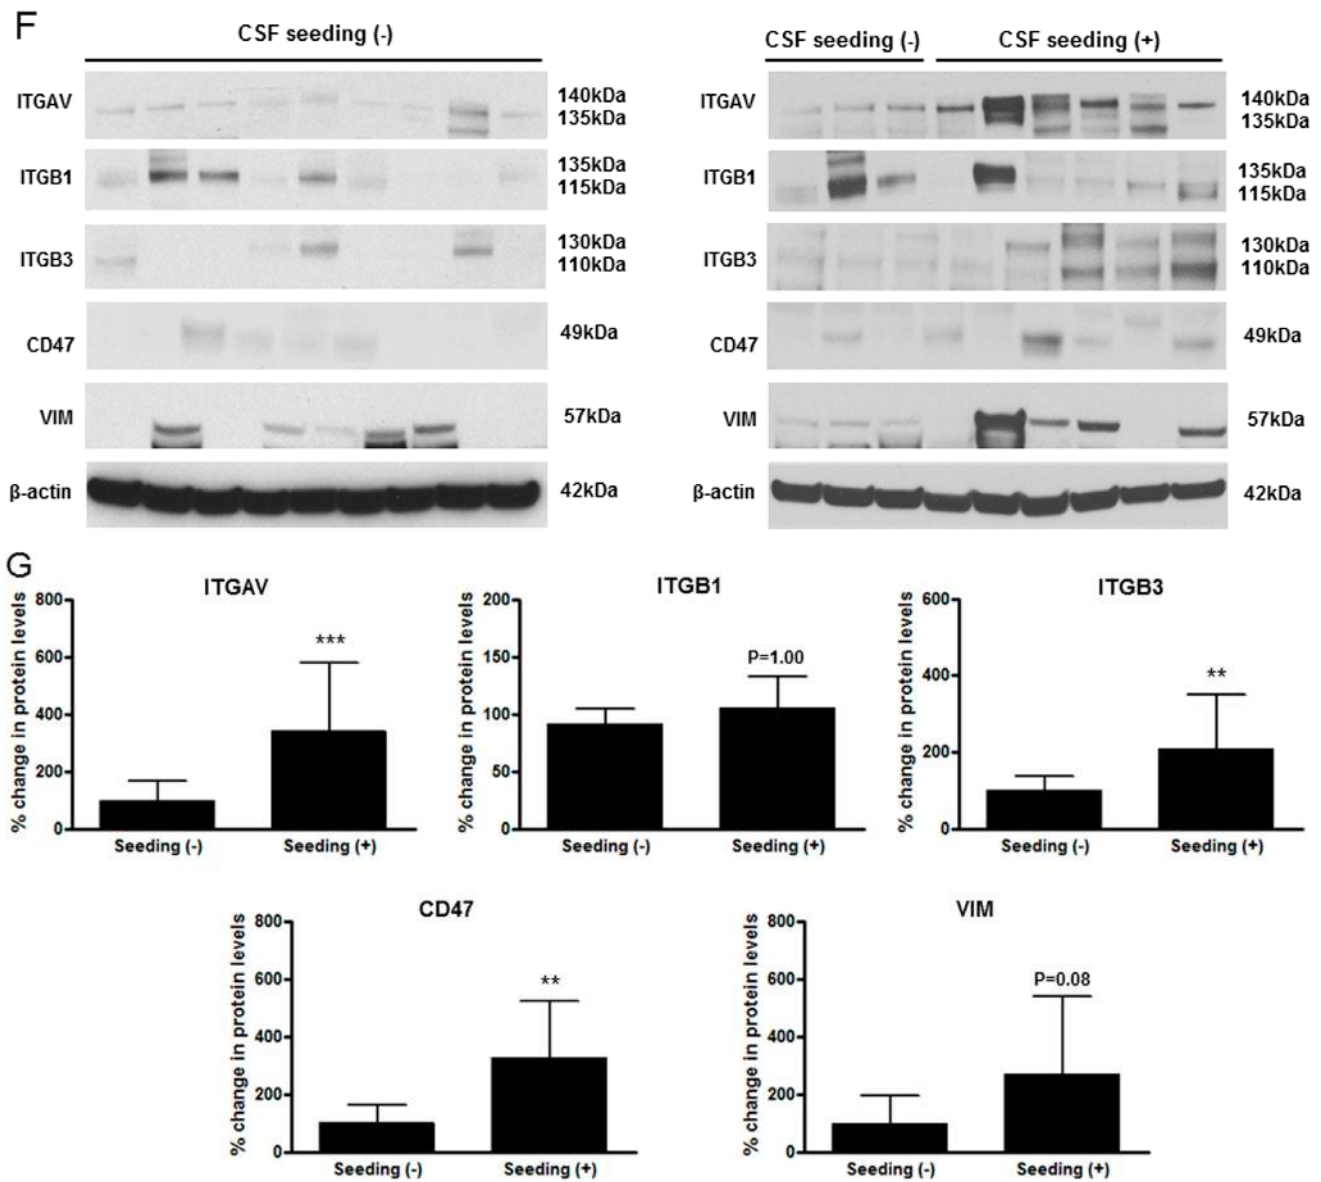 F
CSF seeding (-)
CSF seeding (-)
CSF seeding (+)
ITGAV
140kDa
135kDa
ITGAV
140kDa
135kDa
ITGB1
135kDa
115kDa
ITGB1
135kDa
115kDa
ITGB3
130kDa
110kDa
ITGB3
130kDa
110kDa
CD47
49kDa
CD47
49kDa
VIM
57kDa
VIM
57kDa
β-actin
42kDa
β-actin
42kDa
G
ITGAV
% change in protein levels
800
600
400
200
0
***
Seeding (-)
Seeding (+)
ITGB1
% change in protein levels
200
150
100
50
0
P=1.00
Seeding (-)
Seeding (+)
ITGB3
% change in protein levels
600
400
200
0
**
Seeding (-)
Seeding (+)
CD47
% change in protein levels
800
600
400
200
0
**
Seeding (-)
Seeding (+)
VIM
% change in protein levels
800
600
400
200
0
P=0.08
Seeding (-)
Seeding (+)